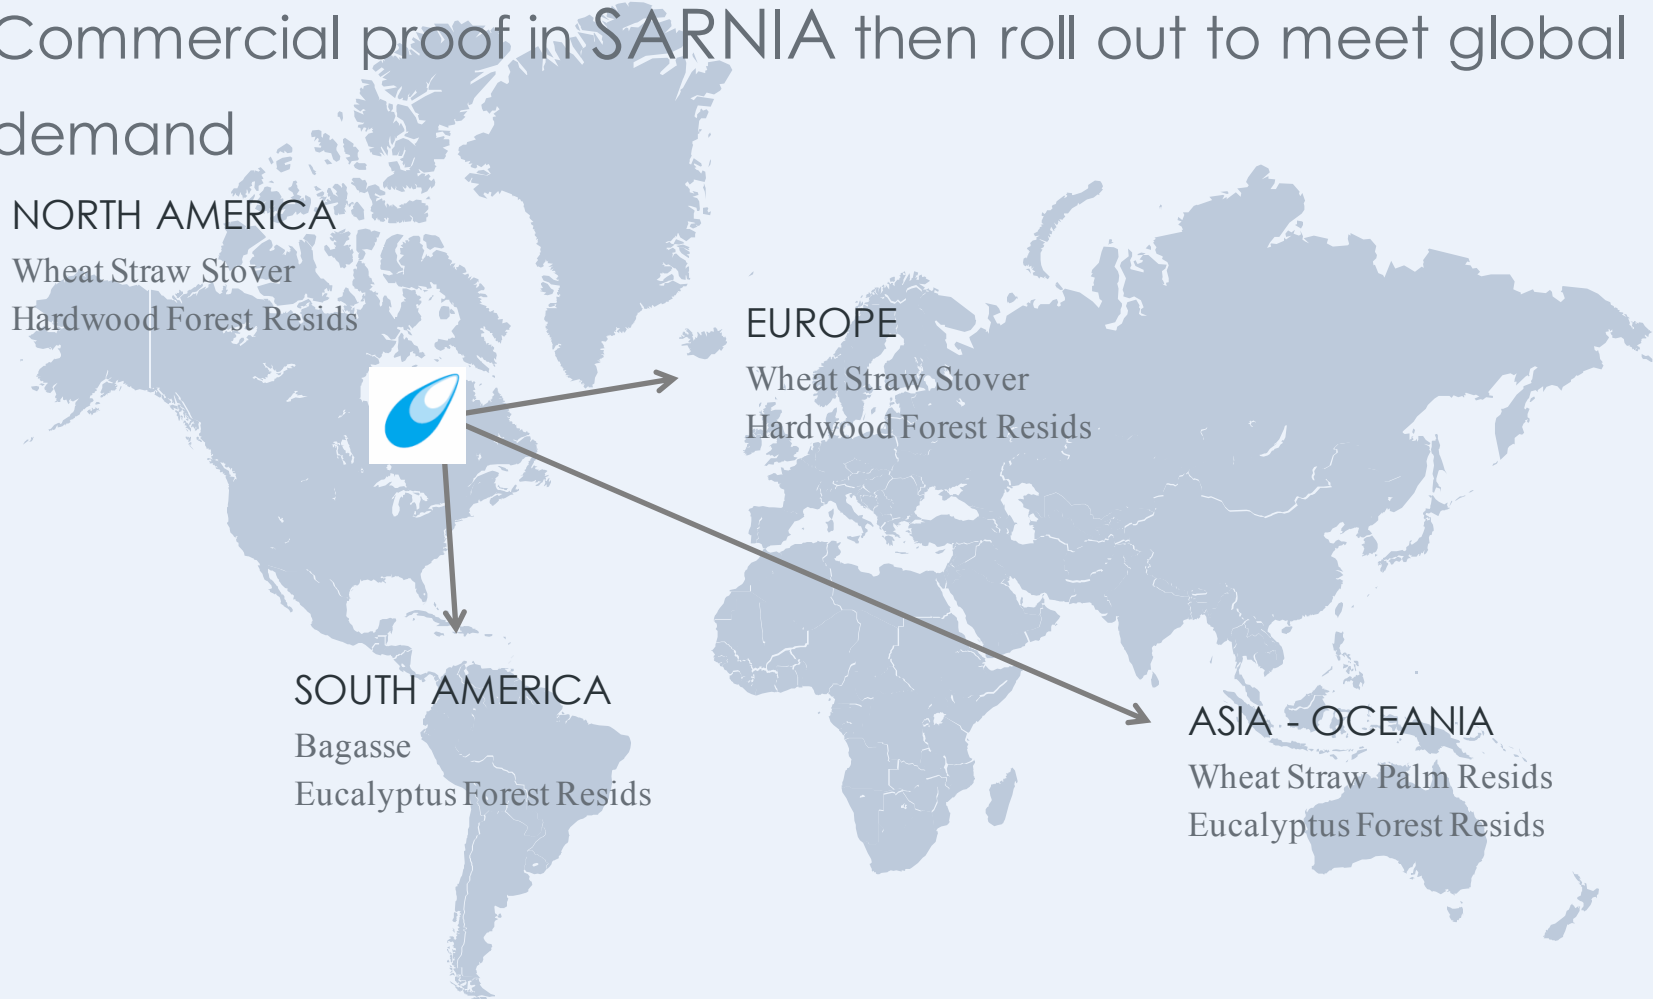 Commercial proof in SARNIA then roll out to meet global
demand
NORTH AMERICA
Wheat Straw Stover
Hardwood Forest Resids
EUROPE
Wheat Straw Stover
Hardwood Forest Resids
SOUTH AMERICA
Bagasse
Eucalyptus Forest Resids
ASIA - OCEANIA
Wheat Straw Palm Resids
Eucalyptus Forest Resids